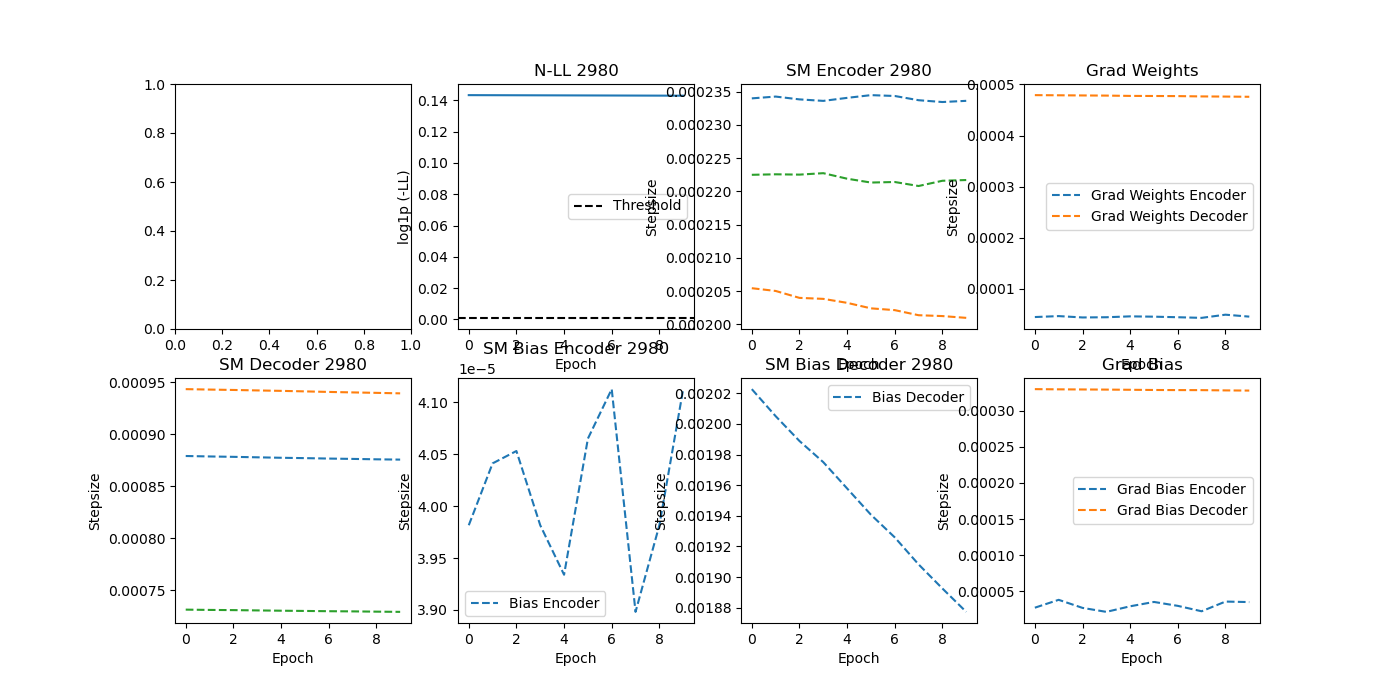 N-LL 2980
SM Encoder 2980
Grad Weights
1.0
0.8
0.6
0.4
0.2
0.0
0.0 0.2 0.4 0.6 0.8 1.0
log1p (-LL)
0.14
0.12
0.10
0.08
0.06
0.04
0.02
0.00
Threshold
0 2 4 6 8
Epoch
Stepsize
0.000235
0.000230
0.000225
0.000220
0.000215
0.000210
0.000205
0.000200
0 2 4 6 8
Epoch
Stepsize
0.0005
0.0004
0.0003
0.0002
0.0001
Grad Weights Encoder
Grad Weights Decoder
0 2 4 6 8
Epoch
SM Decoder 2980
SM Bias Encoder 2980
SM Bias Decoder 2980
Grad Bias
Stepsize
0.00095
0.00090
0.00085
0.00080
0.00075
0 2 4 6 8
Epoch
Stepsize
1e−5
4.10
4.05
4.00
3.95
3.90
Bias Encoder
0 2 4 6 8
Epoch
Stepsize
0.00202
0.00200
0.00198
0.00196
0.00194
0.00192
0.00190
0.00188
Bias Decoder
0 2 4 6 8
Epoch
Stepsize
0.00030
0.00025
0.00020
0.00015
0.00010
0.00005
Grad Bias Encoder
Grad Bias Decoder
0 2 4 6 8
Epoch